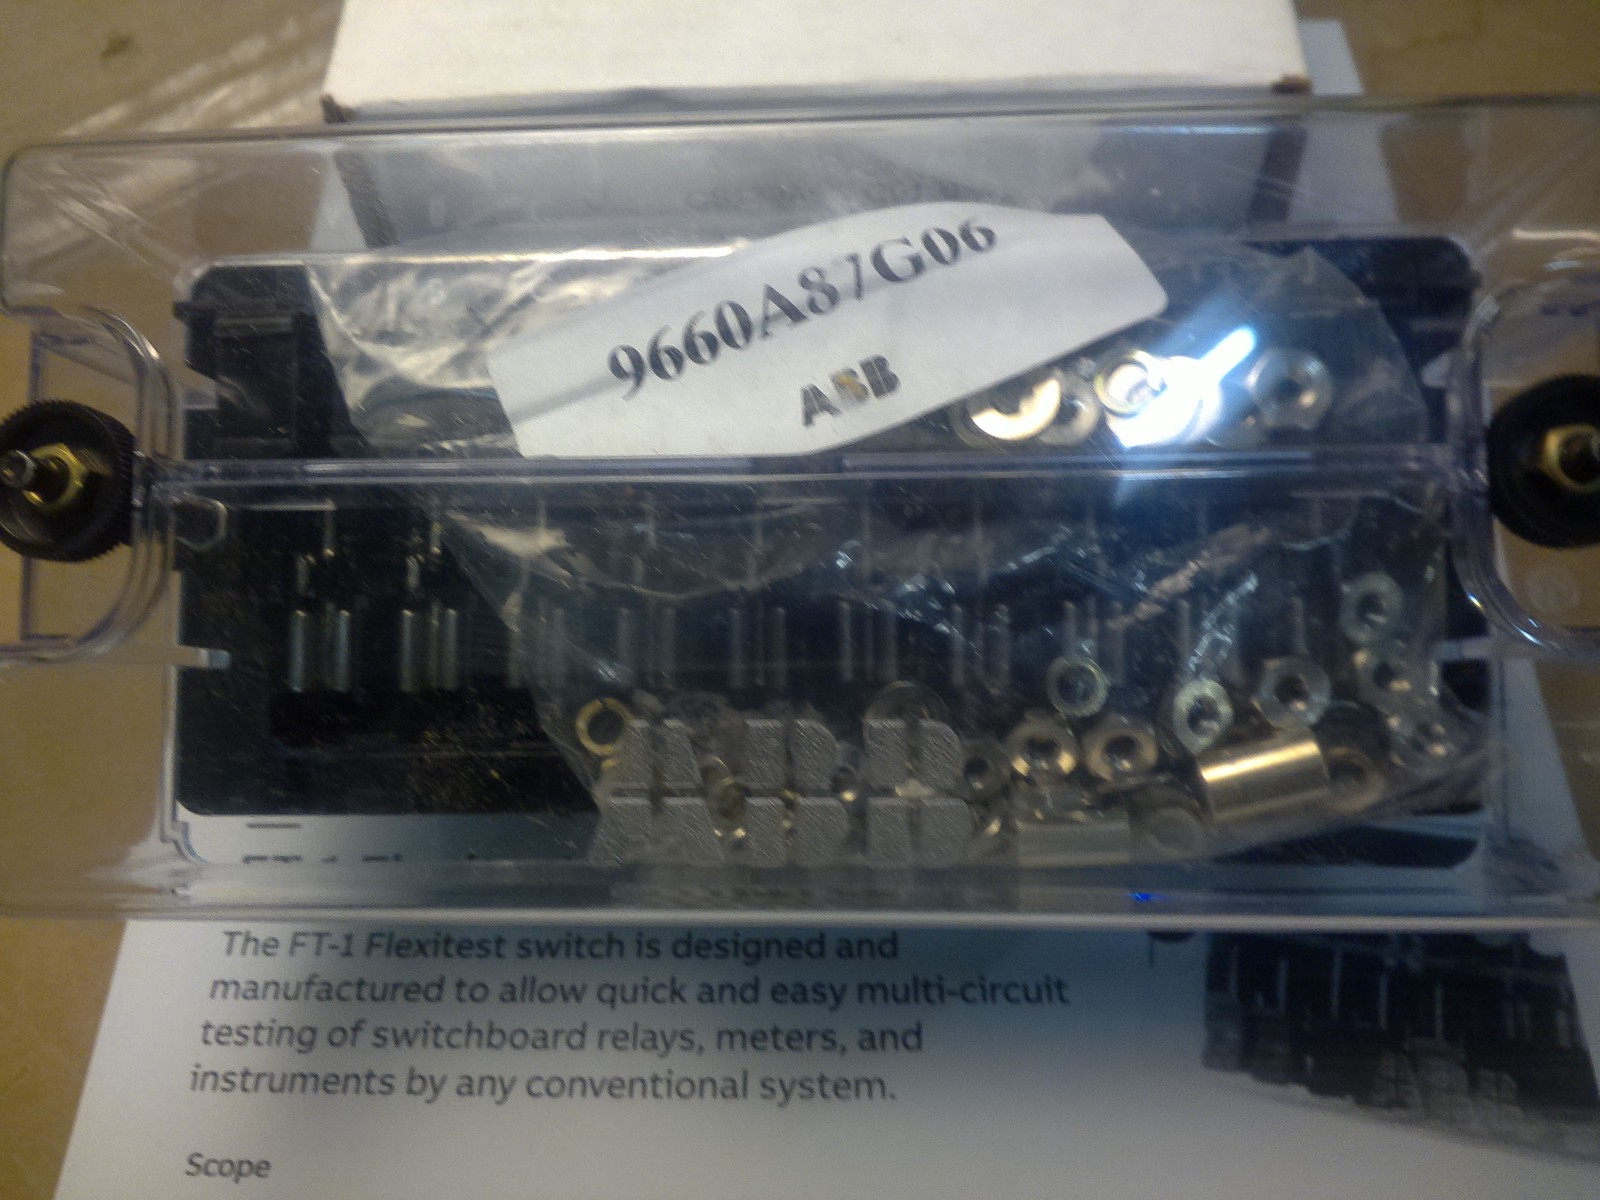 9660A87G06
ABB
ABB
The FT-1 Flexitest switch is designed and
manufactured to allow quick and easy multi-circuit
testing of switchboard relays, meters, and
instruments by any conventional system.
Scope